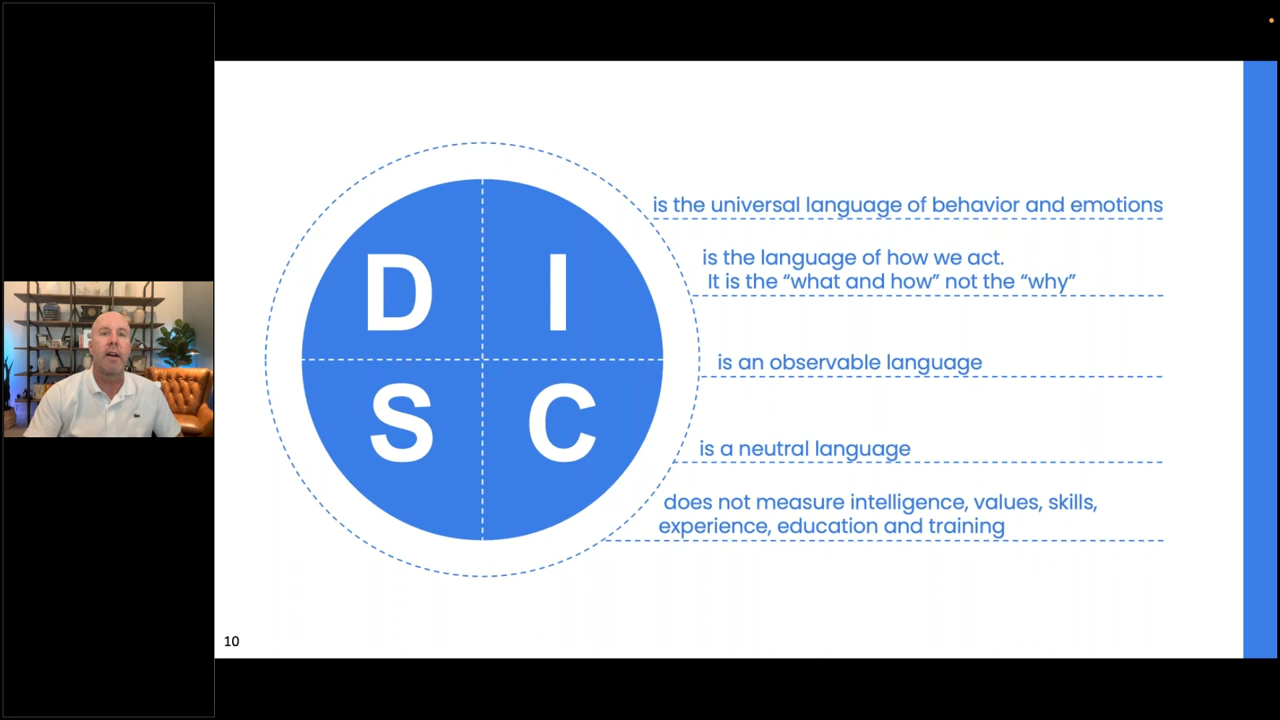 D I
S C
is the universal language of behavior and emotions
is the language of how we act.
It is the “what and how” not the “why”
is an observable language
is a neutral language
does not measure intelligence, values, skills,
experience, education and training
10